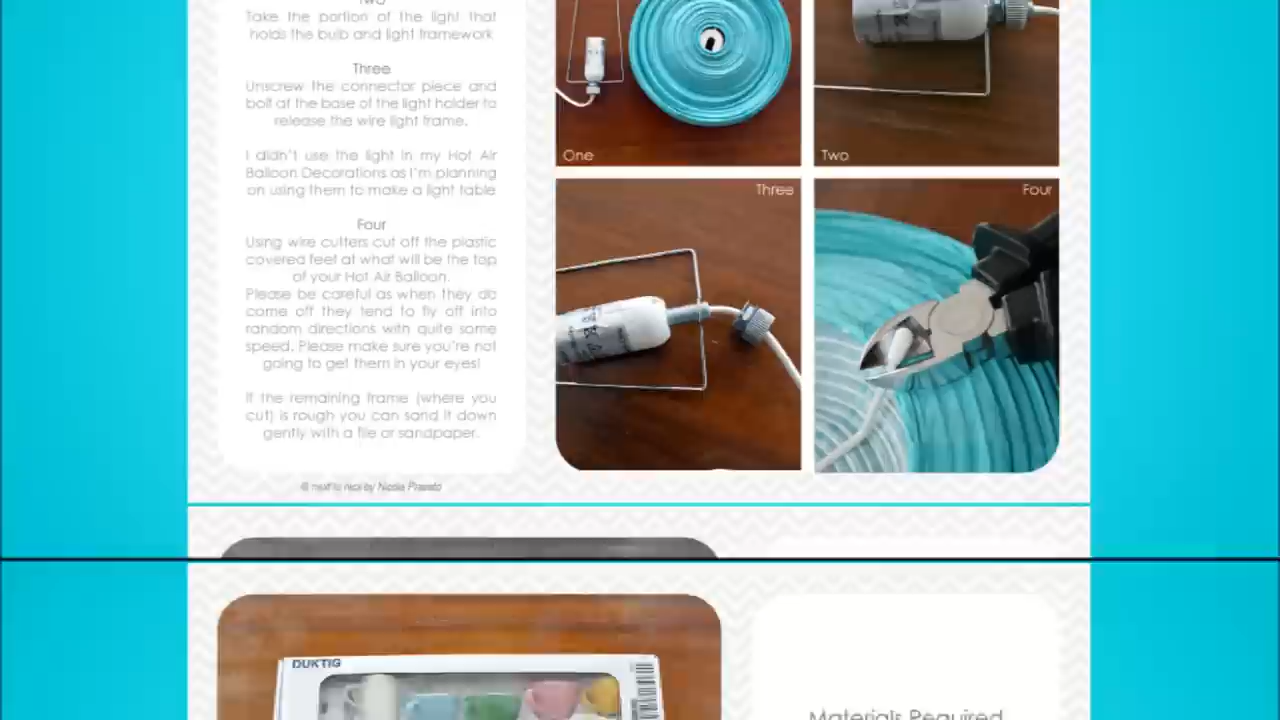 Two
Take the portion of the light that
holds the bulb and light framework
Three
Unscrew the connector piece and
bolt at the base of the light holder to
release the wire light frame.
I didn't use the light in my Hot Air
Balloon Decorations as I'm planning
on using them to make a light table
Four
Using wire cutters cut off the plastic
covered feet at what will be the top
of your Hot Air Balloon.
Please be careful as when they do
come off they tend to fly off into
random directions with quite some
speed. Please make sure you're not
going to get them in your eyes!
If the remaining frame (where you
cut) is rough you can sand it down
gently with a file or sandpaper.
One
Two
Three
Four
© next to nicx by Nicole
DUKTIG
Materials Required